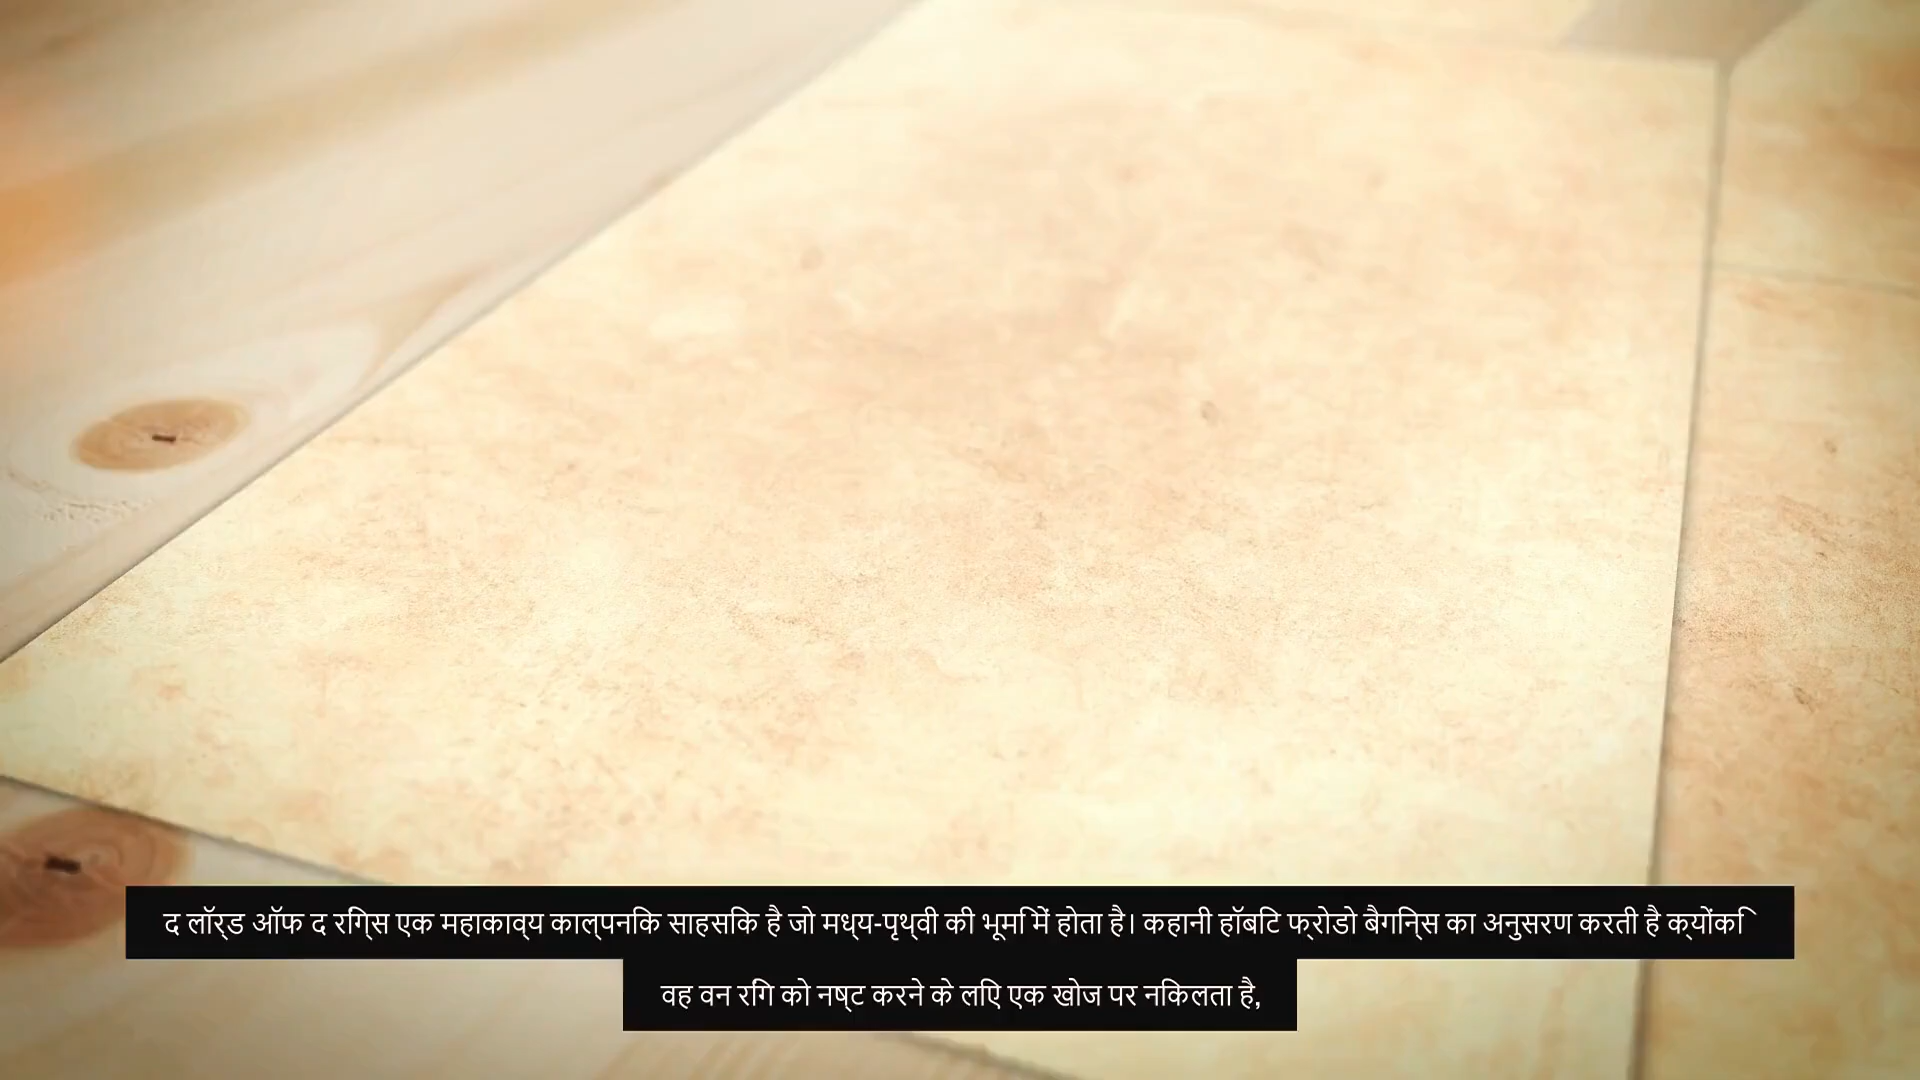 द लॉर्ड ऑफ द रिंग्स एक महाकाव्य काल्पनिक साहसिक है जो मध्य-पृथ्वी की भूमि में होता है। कहानी हॉबिट फ्रोडो बैगिन्स का अनुसरण करती है क्योंकि
वह वन रिंग को नष्ट करने के लिए एक खोज पर निकलता है,